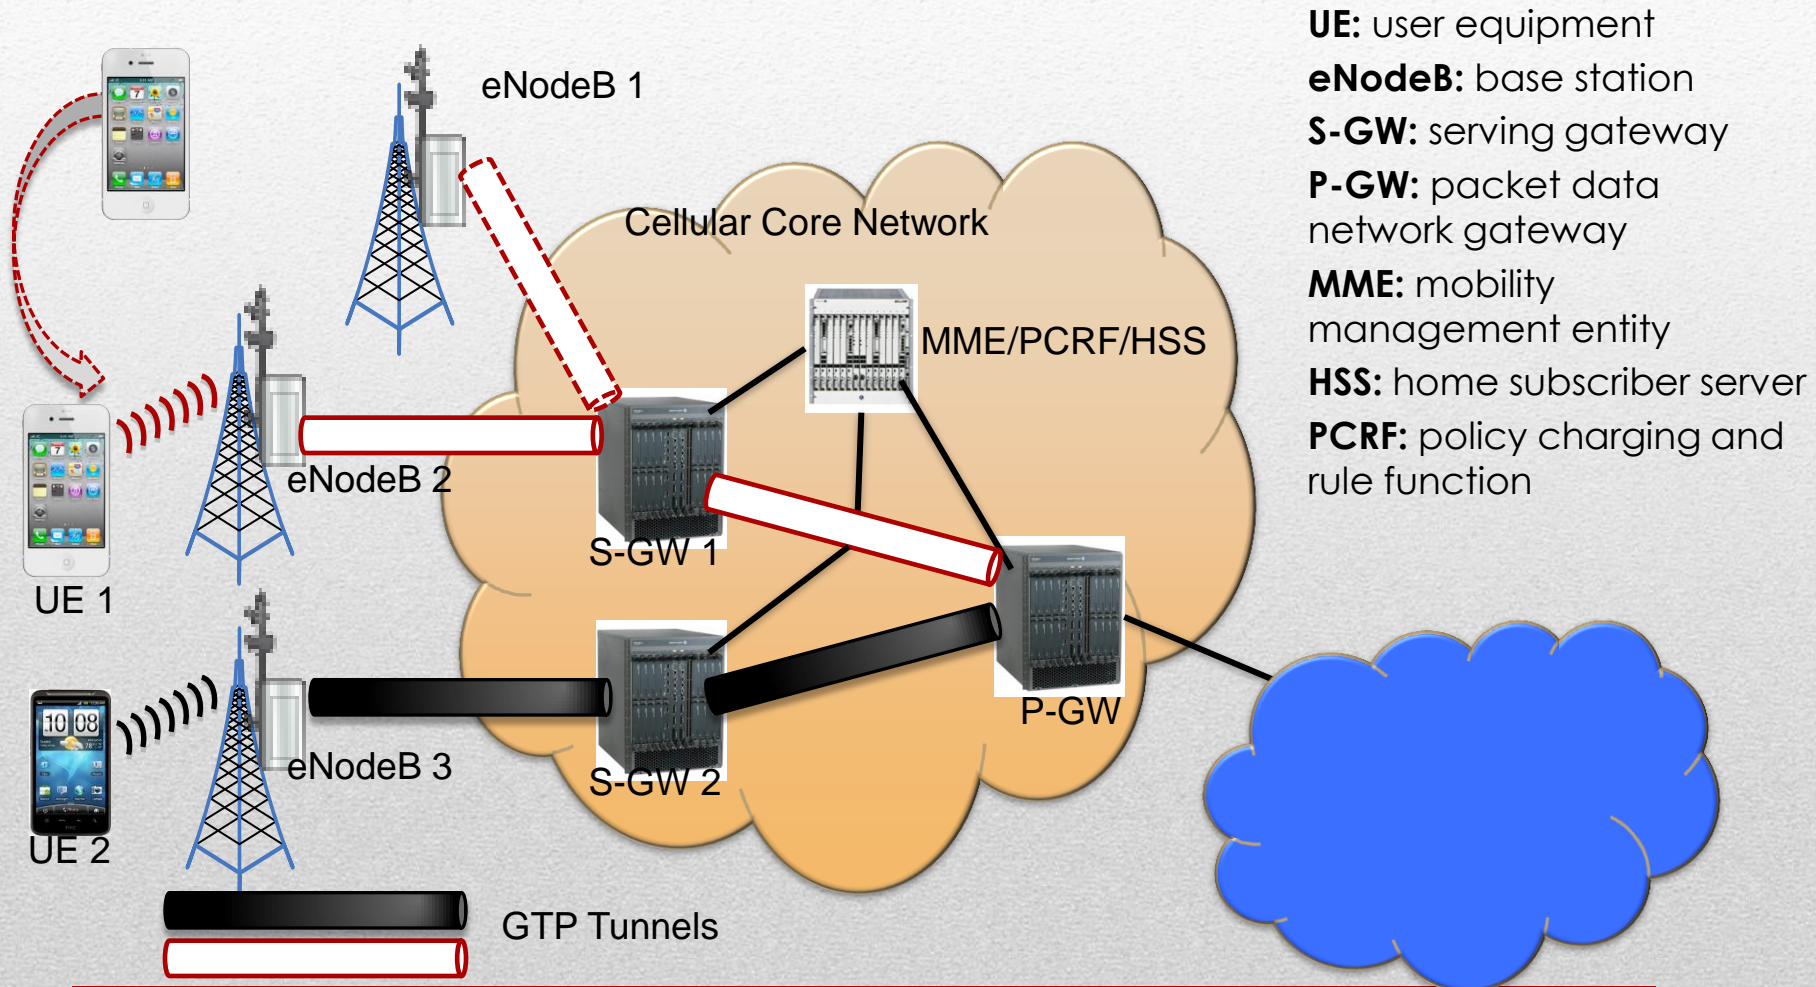 UE: user equipment
eNodeB: base station
S-GW: serving gateway
P-GW: packet data
network gateway
MME: mobility
management entity
HSS: home subscriber server
PCRF: policy charging and
rule function
eNodeB 1
Cellular Core Network
MME/PCRF/HSS
eNodeB 2
S-GW 1
UE 1
P-GW
10 08
eNodeB 3
S-GW 2
UE 2
GTP Tunnels